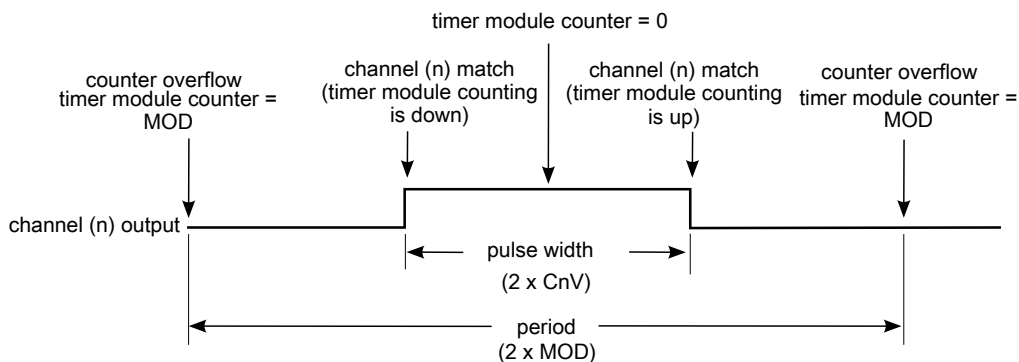 timer module counter = 0
counter overflow
timer module counter =
MOD
channel (n) match
(timer module counting
is down)
channel (n) match
(timer module counting
is up)
counter overflow
timer module counter =
MOD
channel (n) output
pulse width
(2 x CnV)
period
(2 x MOD)